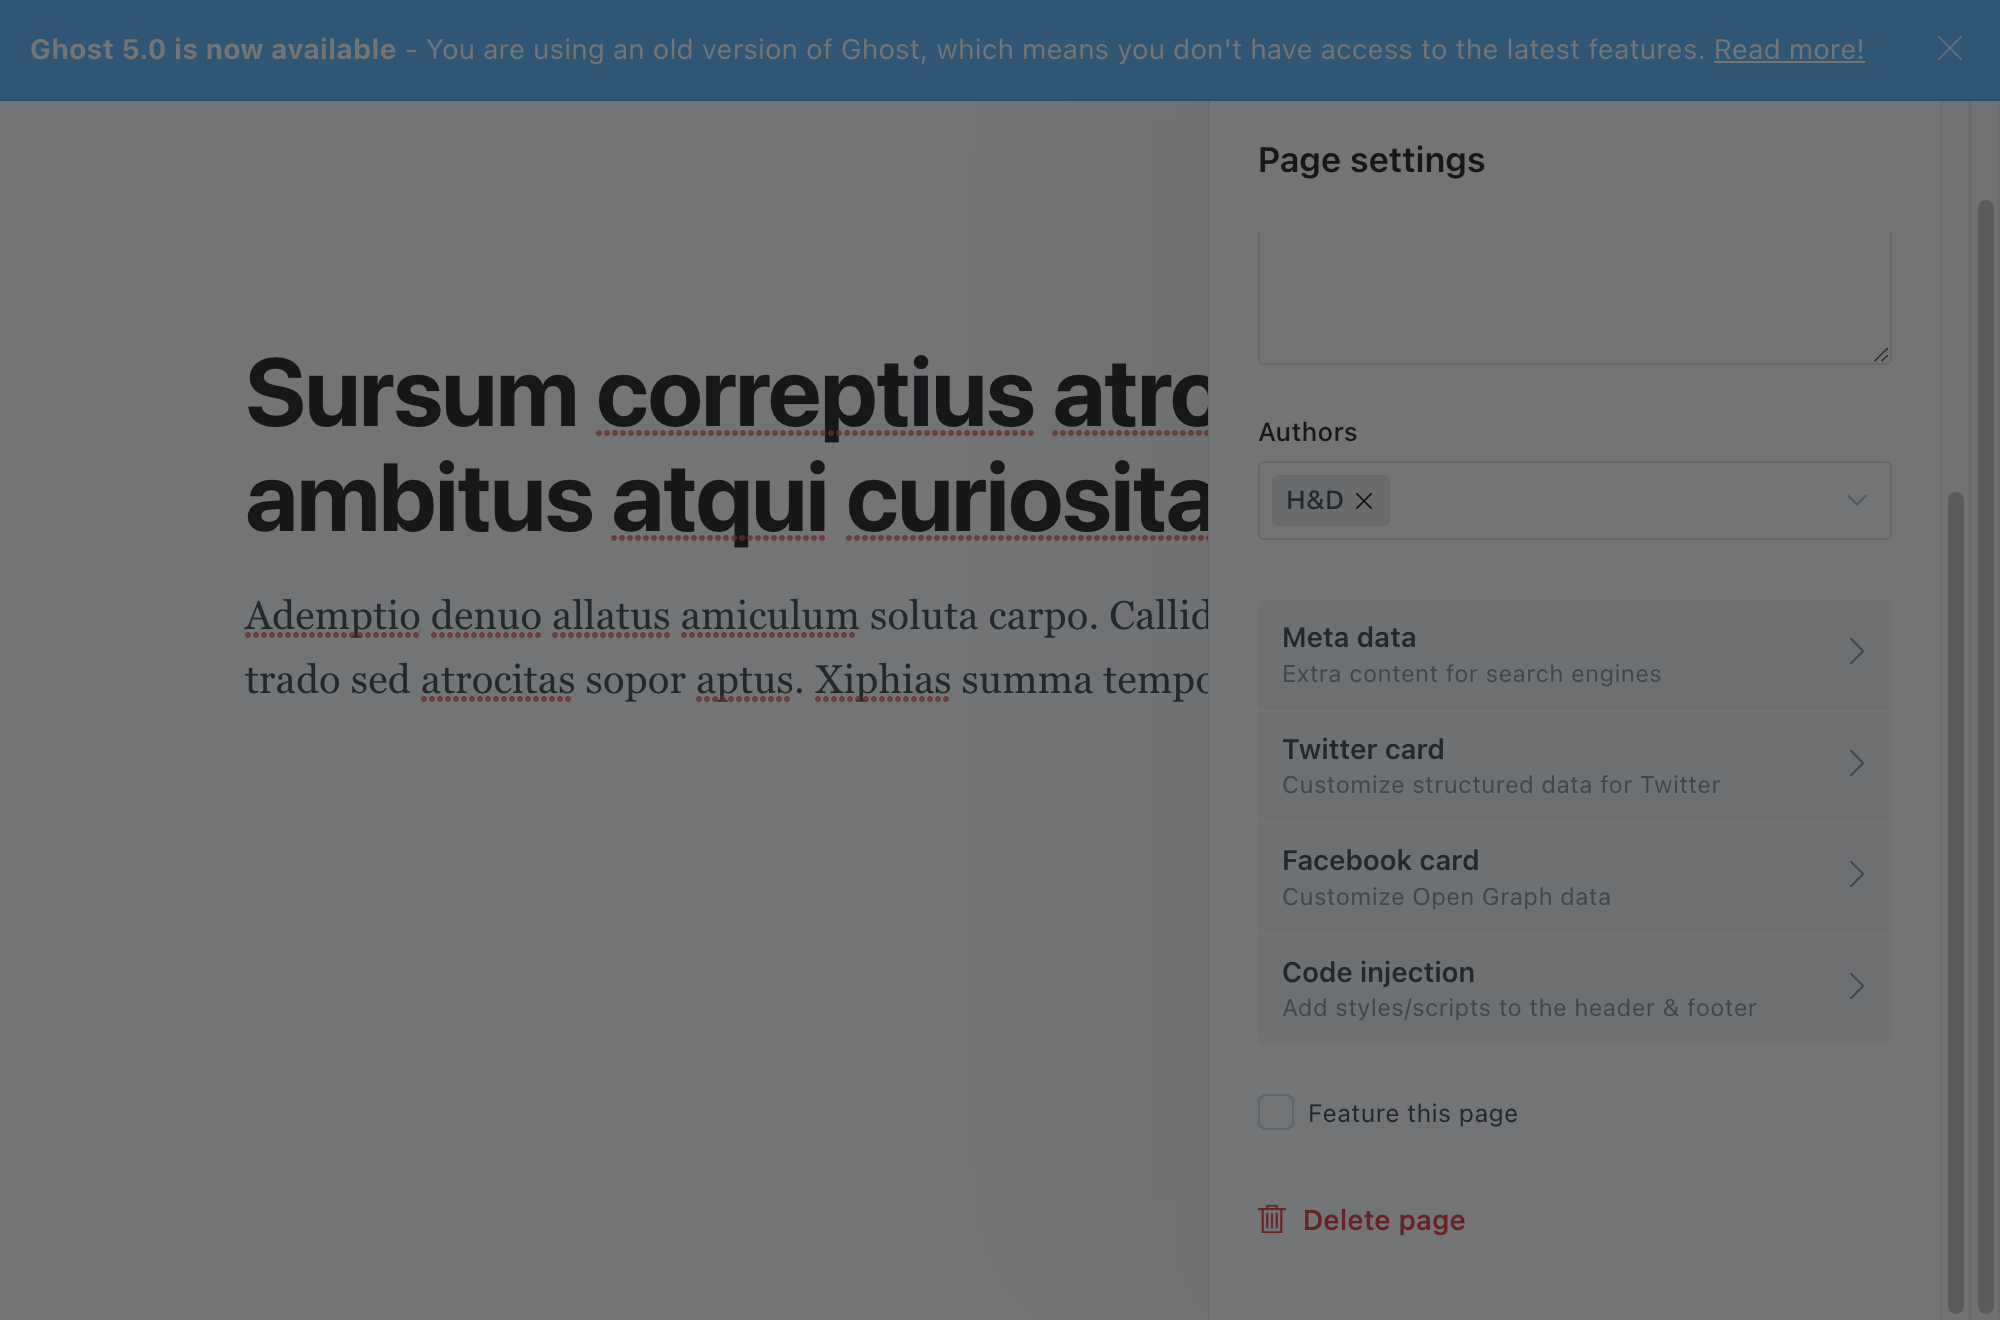 Ghost 5.0 is now available - You are using an old version of Ghost, which means you don't have access to the latest features. Read more!
Sursum correptius atro
ambitus atqui curiosita
Ademptio denuo allatus amiculum soluta carpo. Callid
trado sed atrocitas sopor aptus. Xiphias summa tempo
Page settings
Authors
H&D
Meta data
Extra content for search engines
Twitter card
Customize structured data for Twitter
Facebook card
Customize Open Graph data
Code injection
Add styles/scripts to the header & footer
Feature this page
Delete page